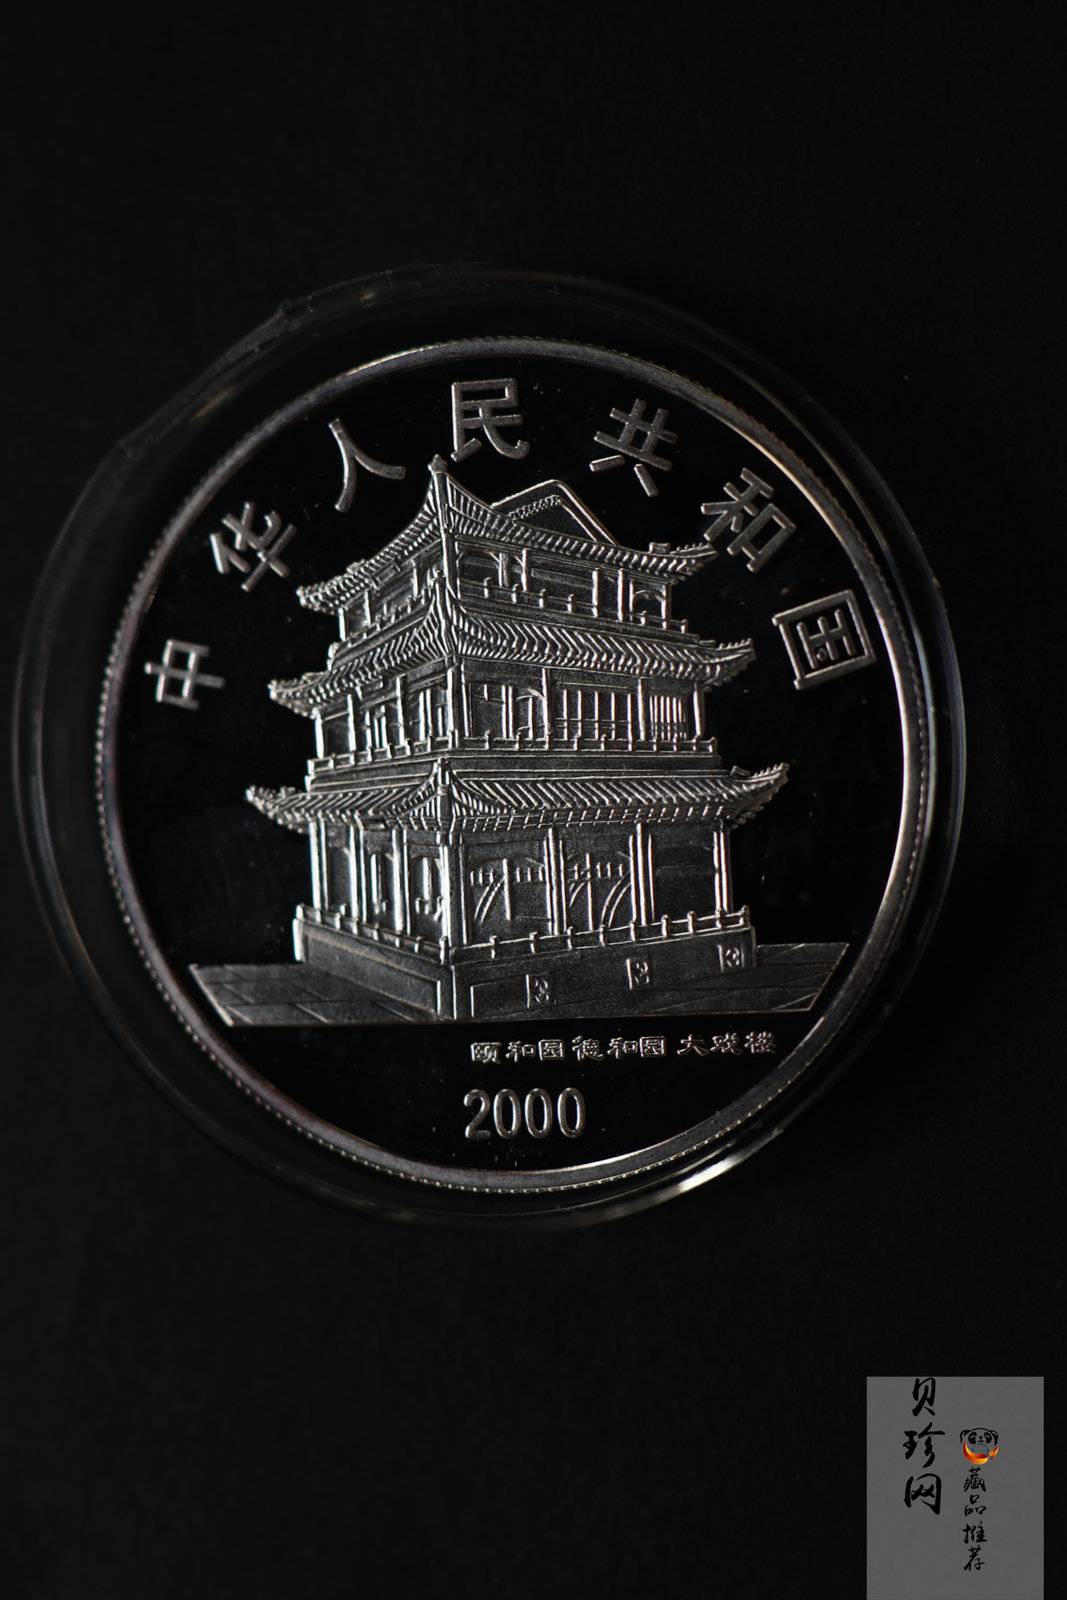 中华人民共和国
颐和园 德和园 大戏楼
2000
贝珍网
藏品推荐